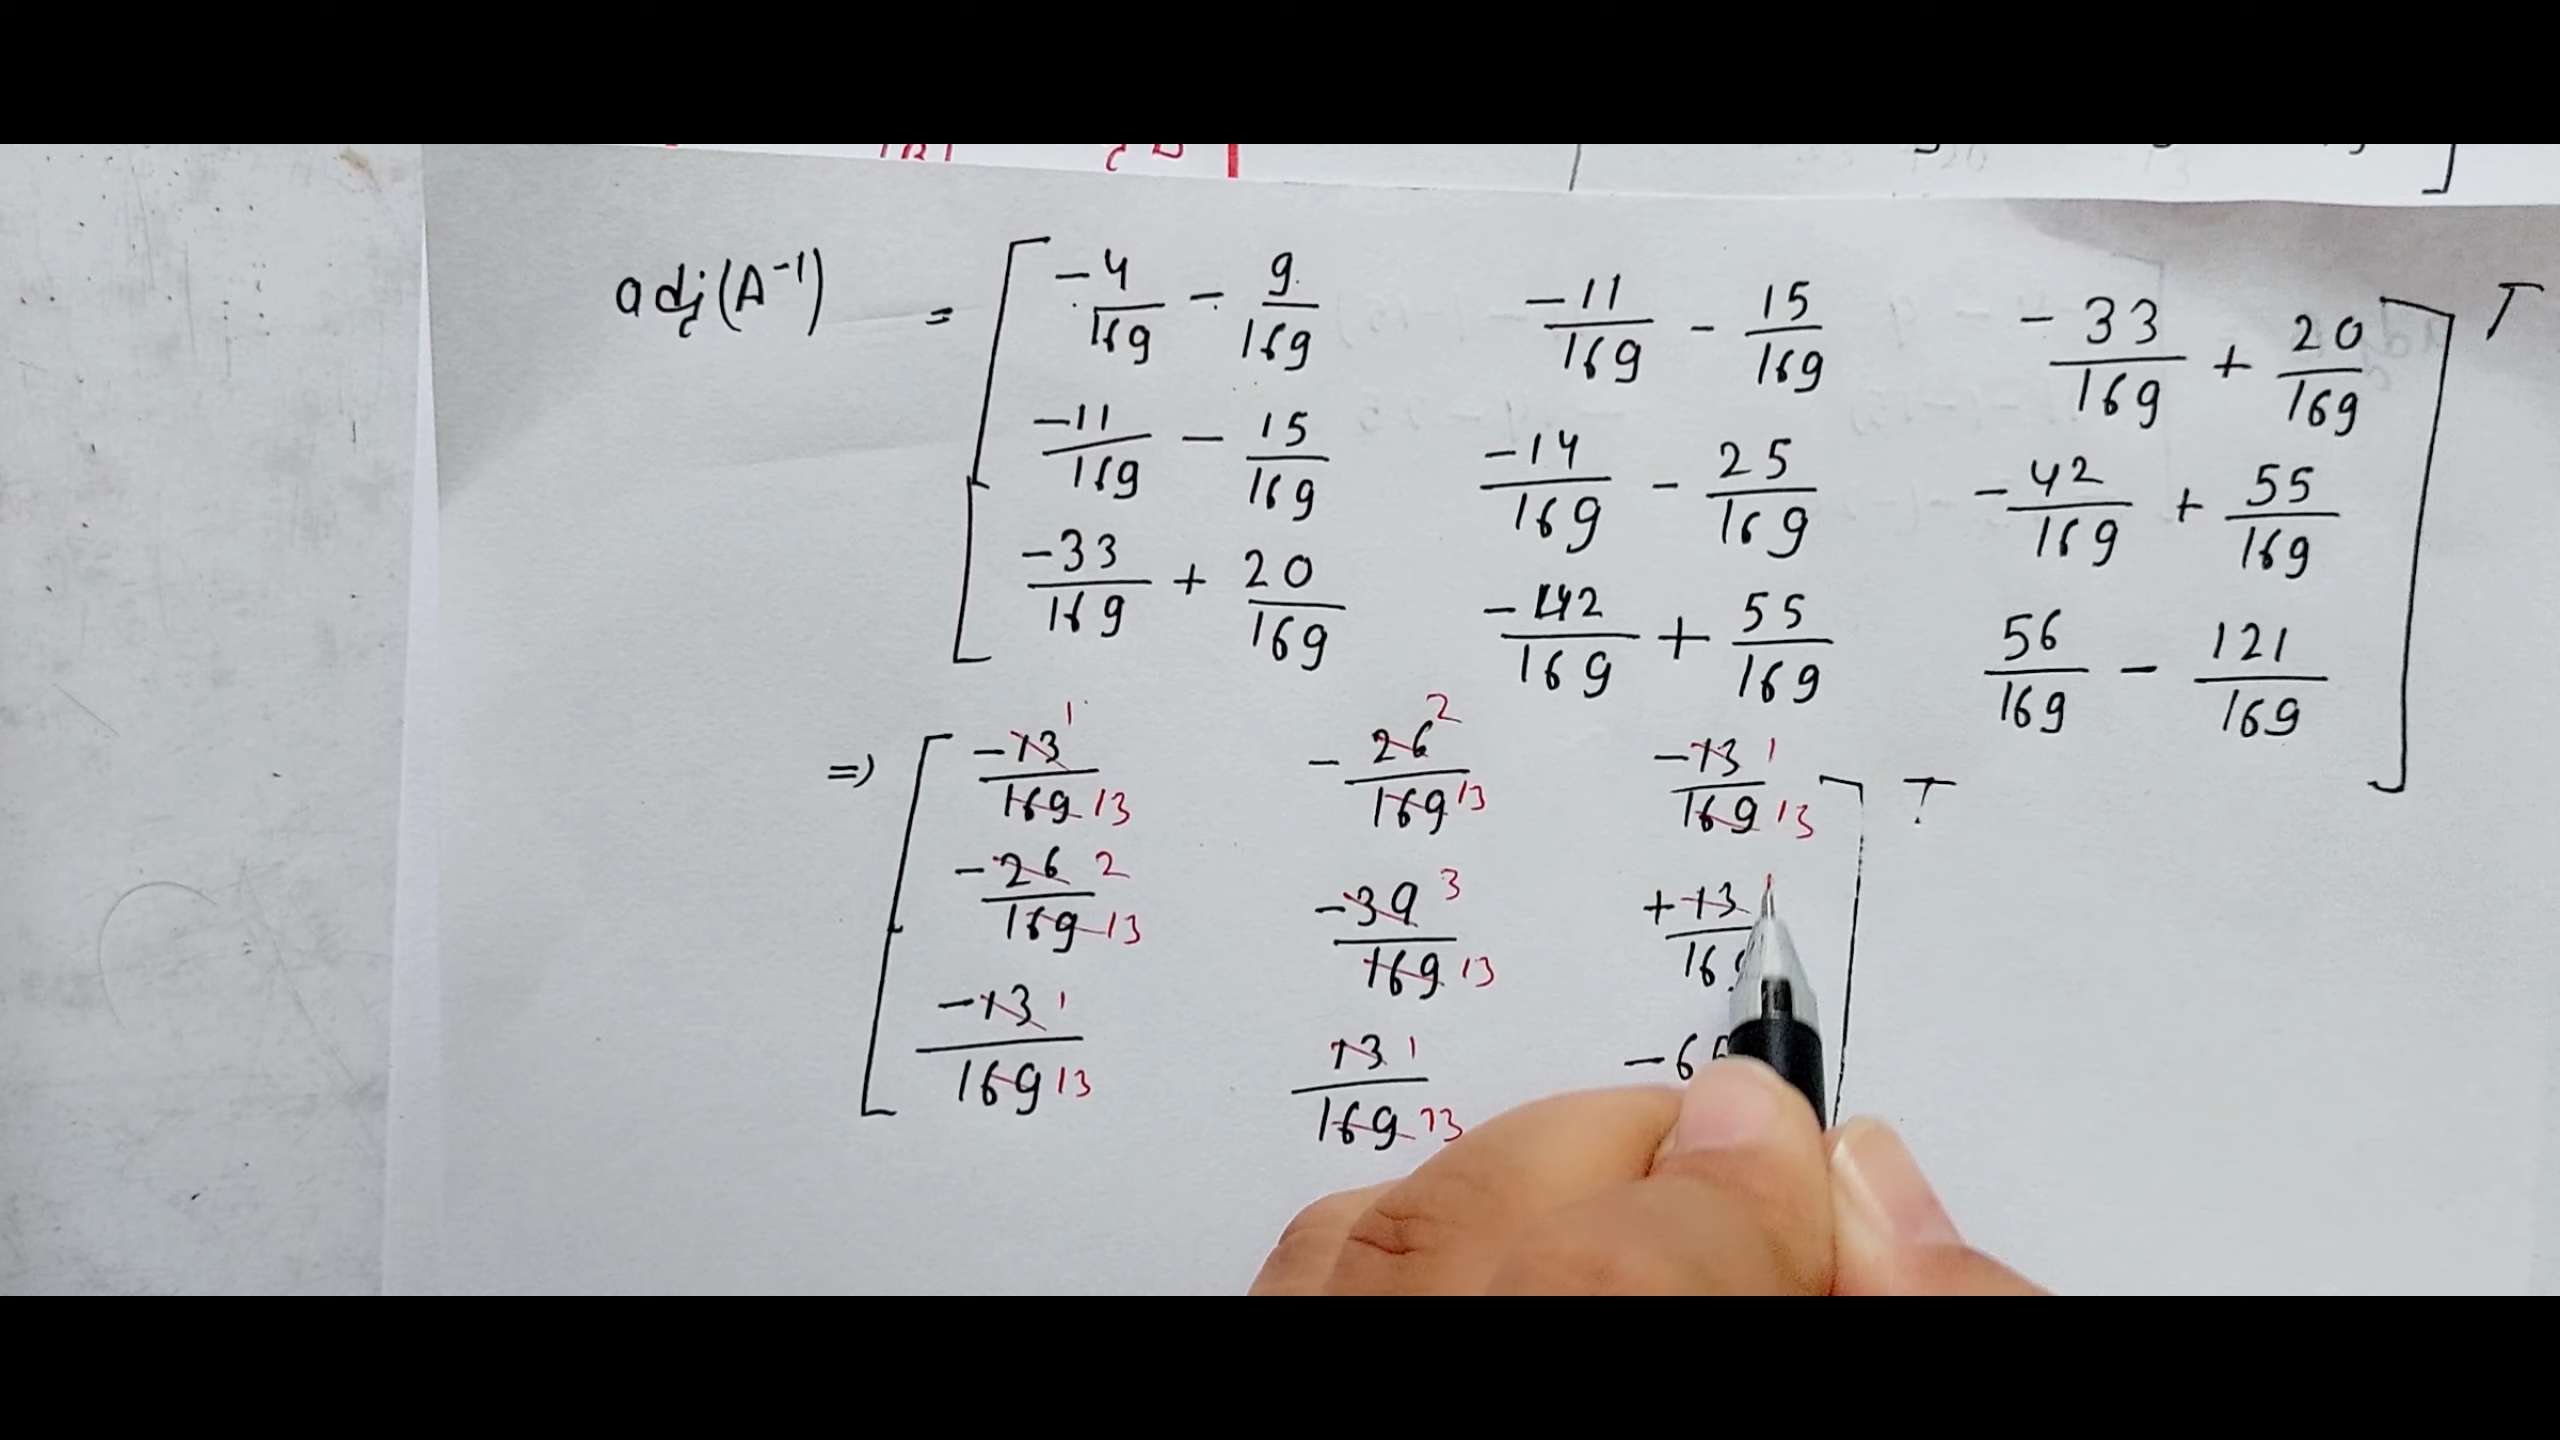 adj(A⁻¹) = [ -4/169 - 9/169   -11/169 - 15/169   -33/169 + 20/169 ] T
-11/169 - 15/169   -14/169 - 25/169   -42/169 + 55/169
-33/169 + 20/169   -42/169 + 55/169   56/169 - 121/169
=) [ -13/169 1 13   -26/169 2 13   -13/169 1 13 ] T
-26/169 2 13   -39/169 3 13   +13
-13/169 1 13   13/169 1 13